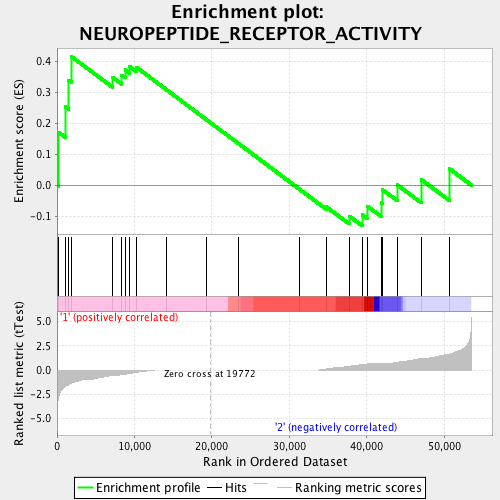 Enrichment plot:
NEUROPEPTIDE_RECEPTOR_ACTIVITY
Enrichment score (ES)
0.4
0.3
0.2
0.1
0.0
-0.1
Ranked list metric (tTest)
5.0
2.5
0.0
-2.5
-5.0
'1' (positively correlated)
Zero cross at 19772
'2' (negatively correlated)
0 10,000 20,000 30,000 40,000 50,000
Rank in Ordered Dataset
Enrichment profile Hits Ranking metric scores